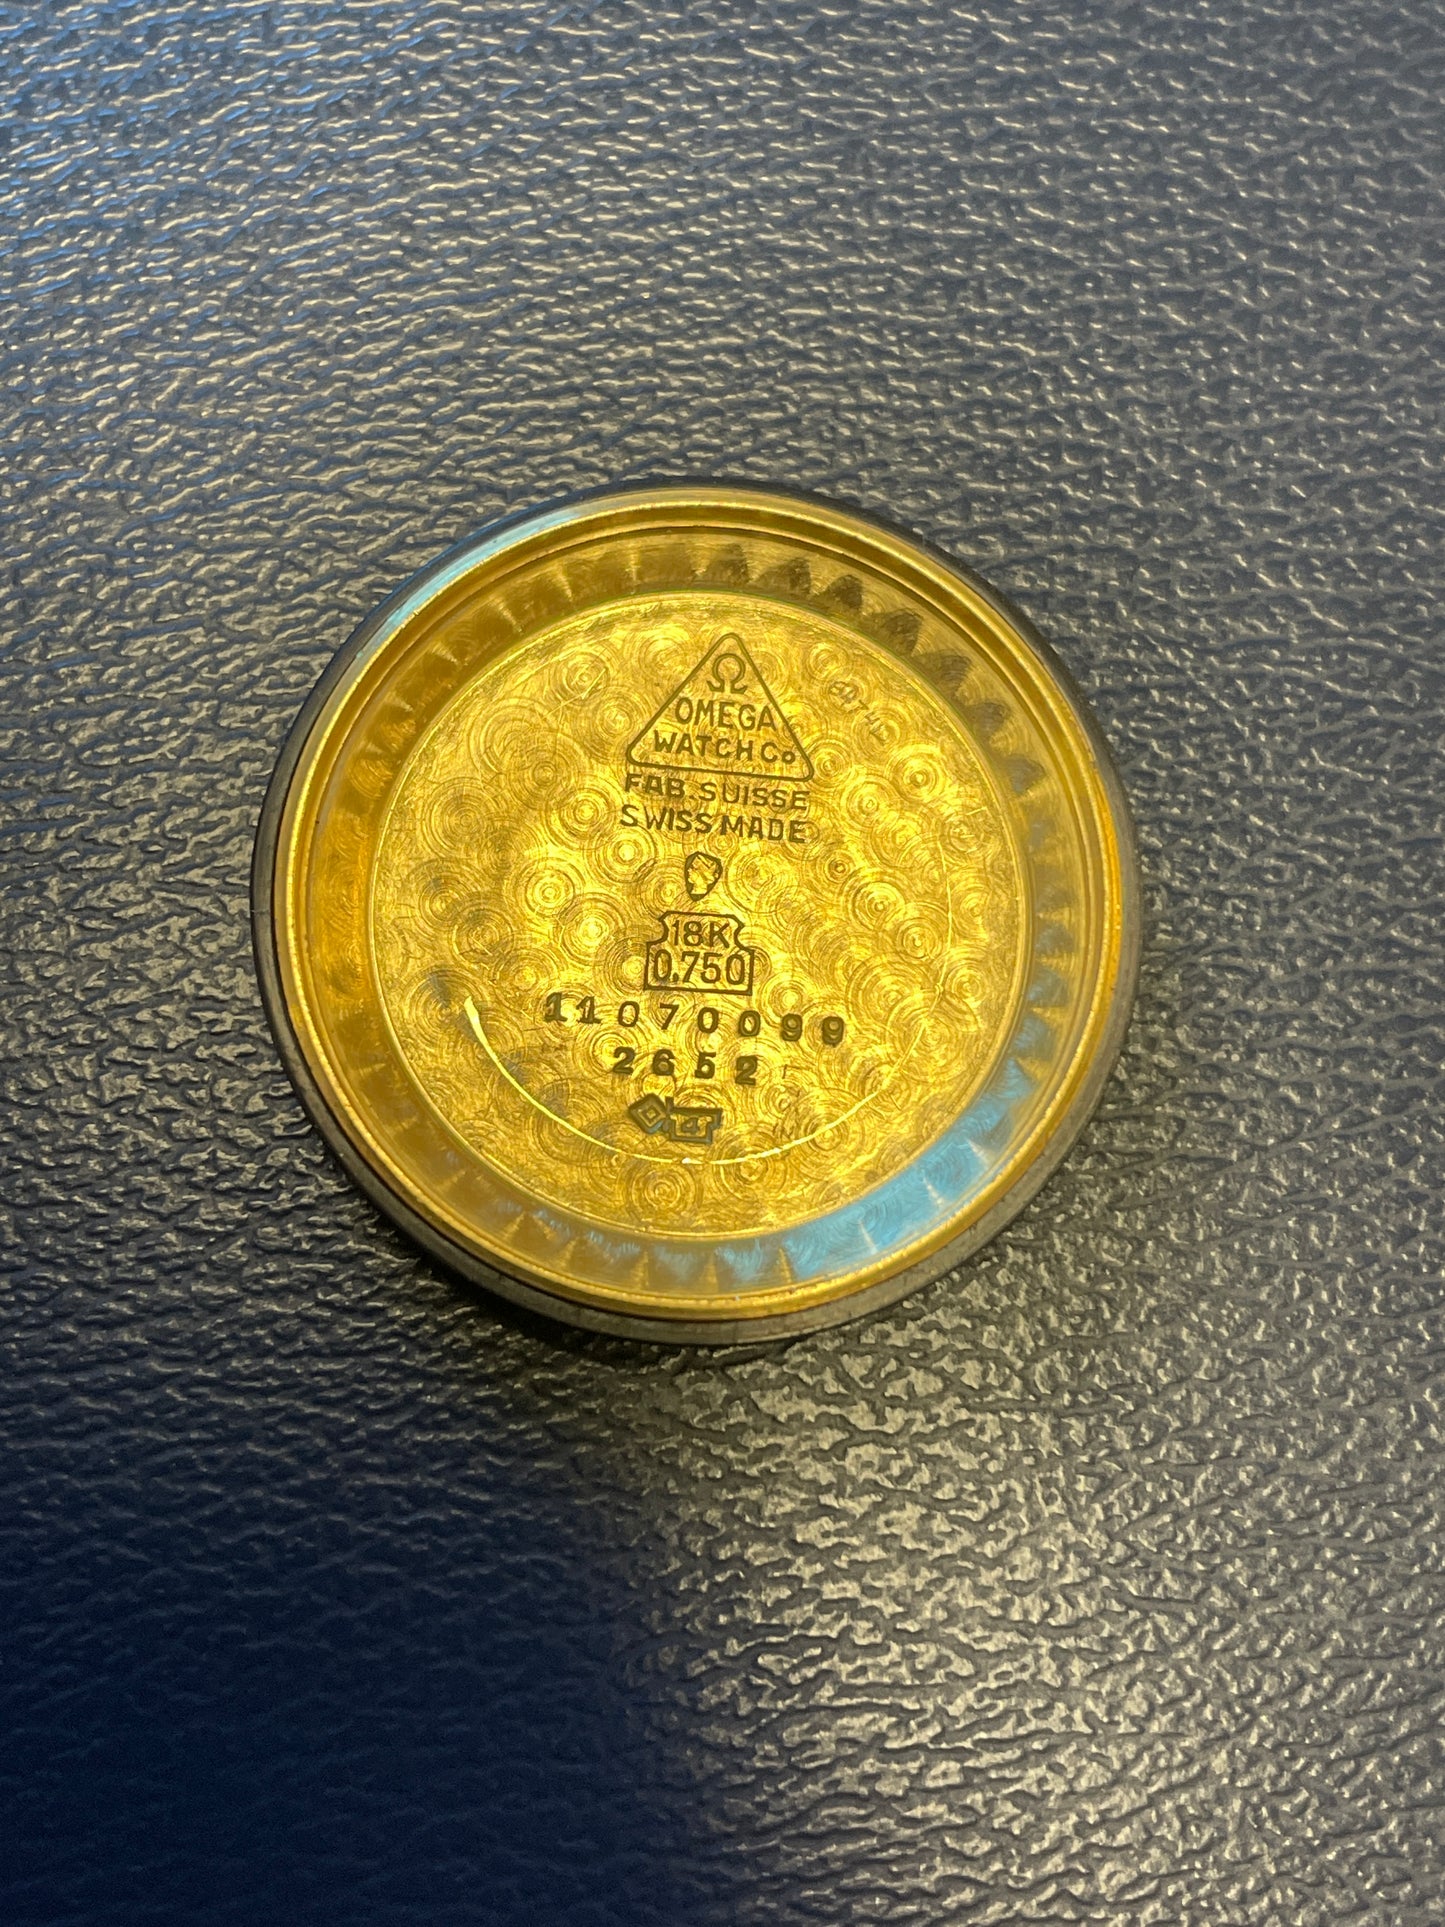 Ω
OMEGA
WATCH Co
FAB. SUISSE
SWISS MADE
18K
0.750
11070099
2652